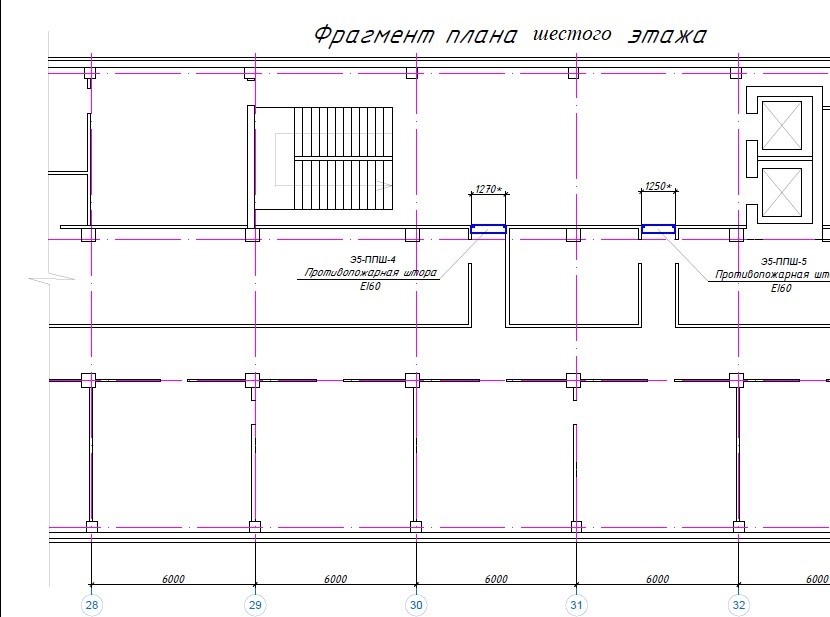 Фрагмент плана шестого этажа
1270*
1250*
Э5-ППШ-4
Противопожарная штора
EI60
Э5-ППШ-5
Противопожарная што
EI60
6000 6000 6000 6000 6000
28 29 30 31 32